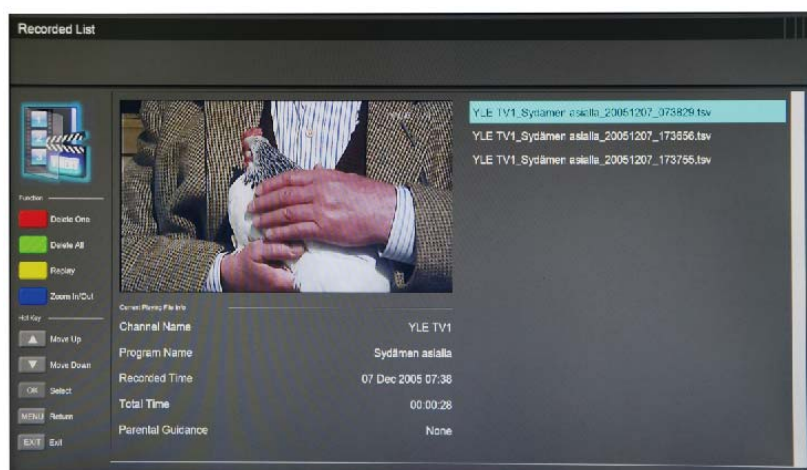 Recorded List
Function
Delete One
Delete All
Replay
Zoom In/Out
Hot Key
Move Up
Move Down
OK Select
MENU Return
EXIT Exit
Current Playing File Info
Channel Name YLE TV1
Program Name Sydämen asialla
Recorded Time 07 Dec 2005 07:38
Total Time 00:00:28
Parental Guidance None
YLE TV1_Sydämen asialla_20051207_073829.tsv
YLE TV1_Sydämen asialla_20051207_173656.tsv
YLE TV1_Sydämen asialla_20051207_173755.tsv